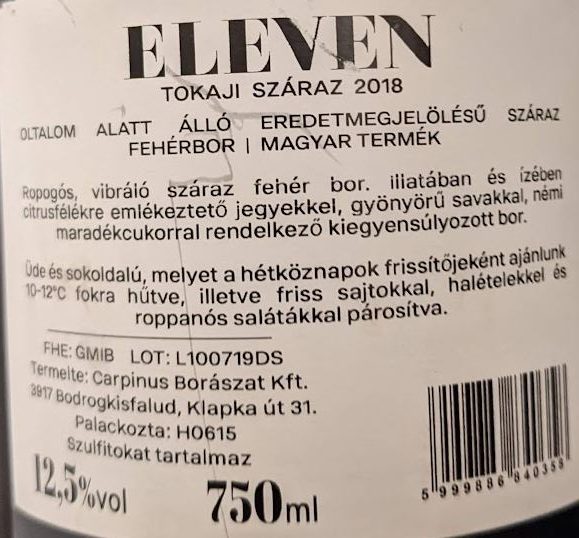 ELEVEN
TOKAJI SZÁRAZ 2018
OLTALOM ALATT ÁLLÓ EREDETMEGJELÖLÉSŰ SZÁRAZ
FEHÉRBOR | MAGYAR TERMÉK
Ropogós, vibráló száraz fehér bor. illatában és ízében
citrusfélékre emlékeztető jegyekkel, gyönyörű savakkal, némi
maradékcukorral rendelkező kiegyensúlyozott bor.
Üde és sokoldalú, melyet a hétköznapok frissítőjeként ajánlunk
10-12°C fokra hűtve, illetve friss sajtokkal, halételekkel és
roppanós salátákkal párosítva.
FHE: GMIB LOT: L100719DS
Termelte: Carpinus Borászat Kft.
3917 Bodrogkisfalud, Klapka út 31.
Palackozta: H0615
Szulfitokat tartalmaz
12,5%vol 750ml
5 999886 840358